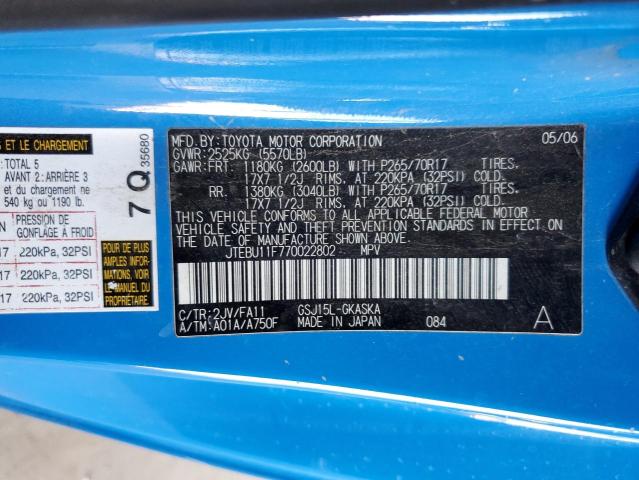 ET LE CHARGEMENT
TOTAL 5
AVANT 2: ARRIÈRE 3
et du chargement ne
540 kg ou 1190 lb.
PRESSION DE
GONFLAGE À FROID
17 220kPa, 32PSI
17 220kPa, 32PSI
17 220kPa, 32PSI
POUR DE PLUS
AMPLES INFOR-
MATIONS, VOIR
LE MANUEL DU
PROPRIÉTAIRE.
7 Q 35680
MFD. BY: TOYOTA MOTOR CORPORATION 05/06
GVWR: 2525KG (5570LB)
GAWR: FRT: 1180KG (2600LB) WITH P265/70R17 TIRES,
17X7 1/2J RIMS, AT 220KPA (32PSI) COLD.
RR: 1380KG (3040LB) WITH P265/70R17 TIRES,
17X7 1/2J RIMS, AT 220KPA (32PSI) COLD.
THIS VEHICLE CONFORMS TO ALL APPLICABLE FEDERAL MOTOR
VEHICLE SAFETY AND THEFT PREVENTION STANDARDS IN EFFECT ON
THE DATE OF MANUFACTURE SHOWN ABOVE.
JTEBU11F770022802 MPV
C/TR: 2JV/FA11 GSJ15L-GKASKA
A/TM: A01A/A750F MADE IN JAPAN 084 A